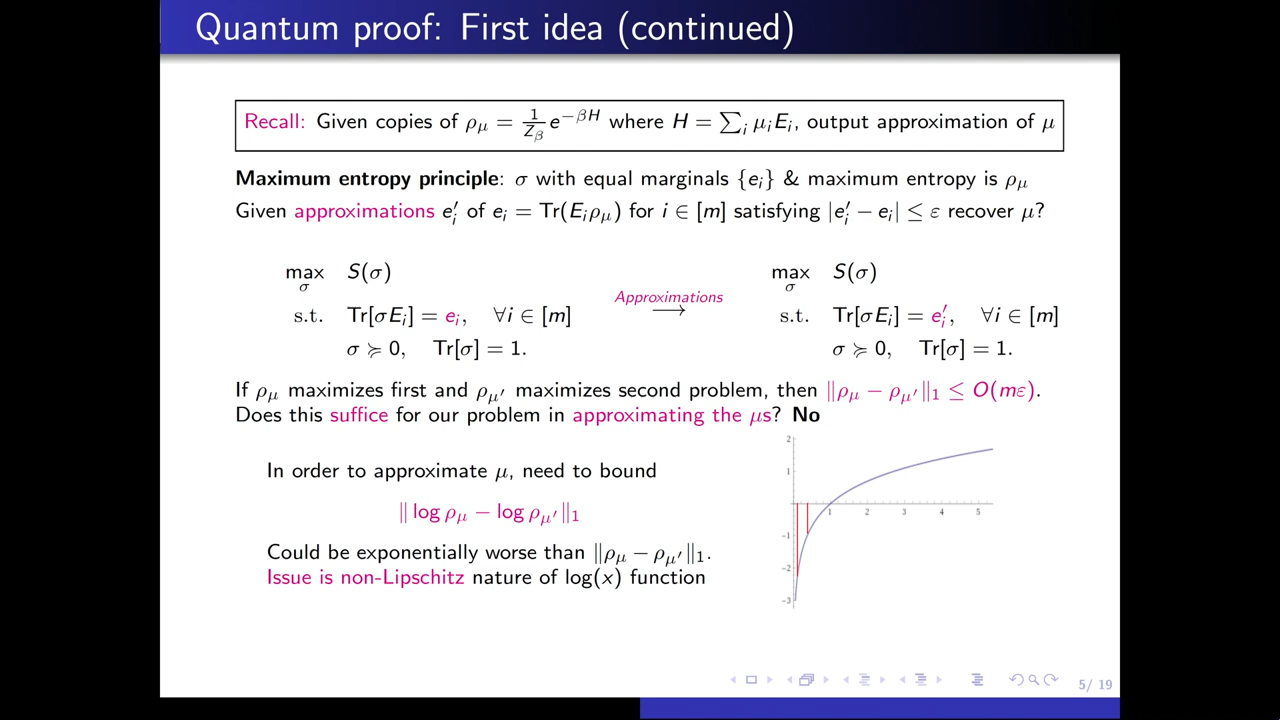 Quantum proof: First idea (continued)
Recall: Given copies of ρ_μ = 1/Z_β e^{−βH} where H = ∑_i μ_i E_i, output approximation of μ
Maximum entropy principle: σ with equal marginals {e_i} & maximum entropy is ρ_μ
Given approximations e′_i of e_i = Tr(E_i ρ_μ) for i ∈ [m] satisfying |e′_i − e_i| ≤ ε recover μ?
max_σ S(σ)
s.t. Tr[σE_i] = e_i, ∀i ∈ [m]
σ ≽ 0, Tr[σ] = 1.
Approximations
⟶
max_σ S(σ)
s.t. Tr[σE_i] = e′_i, ∀i ∈ [m]
σ ≽ 0, Tr[σ] = 1.
If ρ_μ maximizes first and ρ_μ′ maximizes second problem, then ‖ρ_μ − ρ_μ′‖_1 ≤ O(mε).
Does this suffice for our problem in approximating the μs? No
In order to approximate μ, need to bound
‖ log ρ_μ − log ρ_μ′‖_1
Could be exponentially worse than ‖ρ_μ − ρ_μ′‖_1.
Issue is non-Lipschitz nature of log(x) function
2
1
1 2 3 4 5
−1
−2
−3
5/ 19